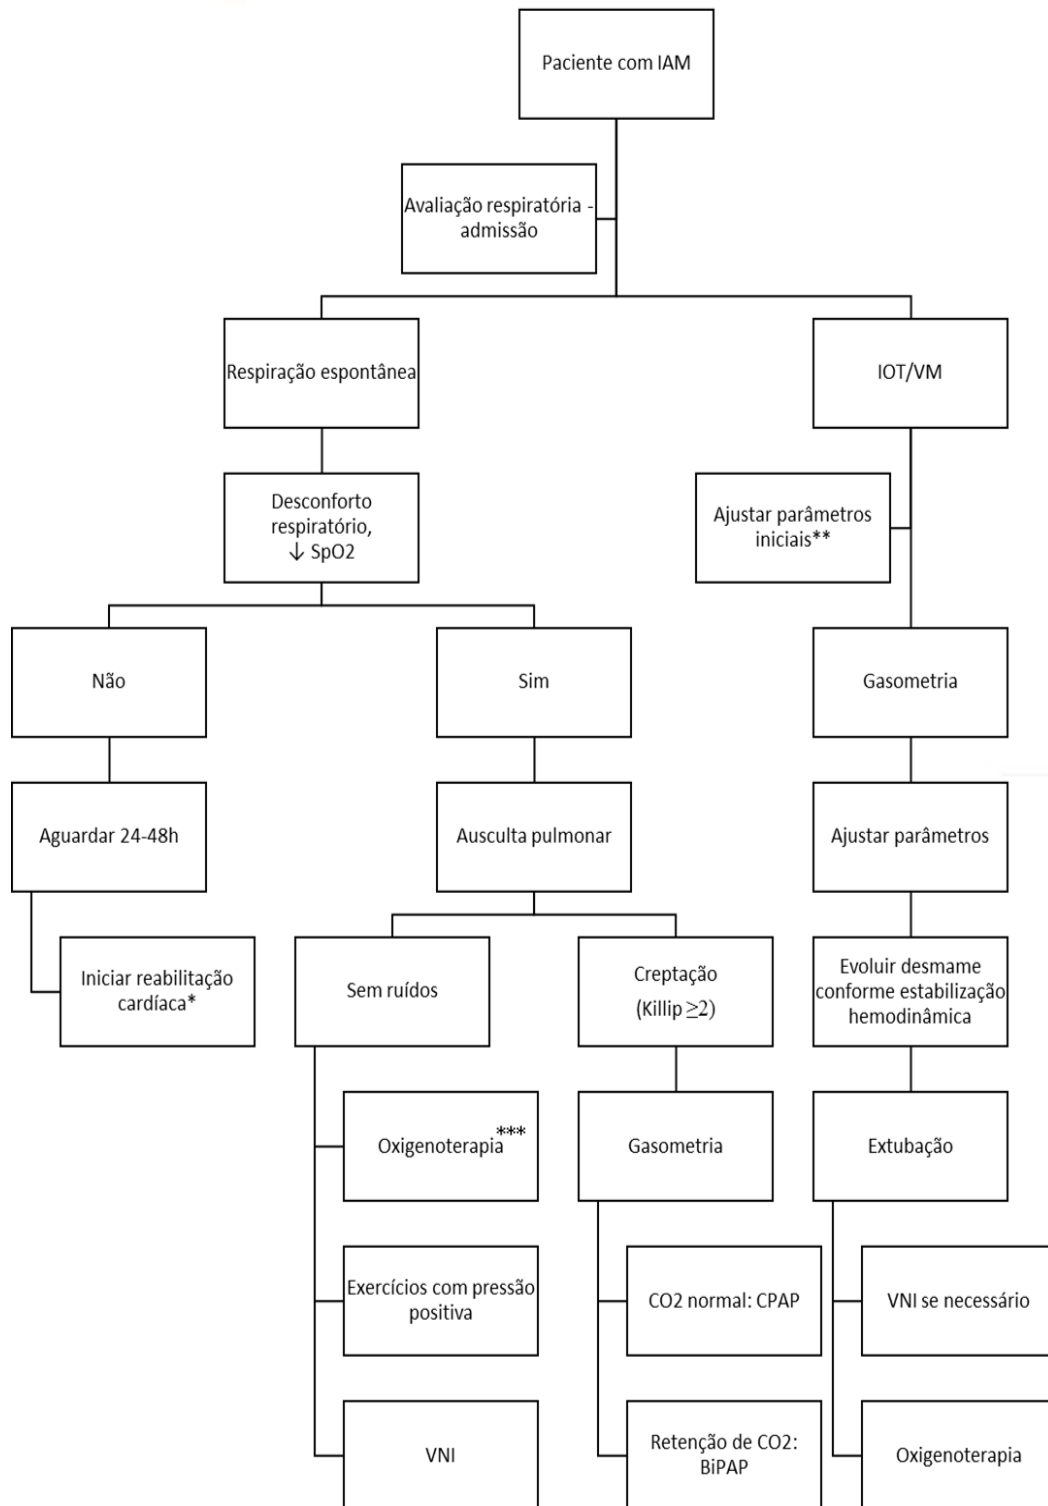 Paciente com IAM
Avaliação respiratória -
admissão
Respiração espontânea
IOT/VM
Desconforto
respiratório,
↓ SpO2
Ajustar parâmetros
iniciais**
Não
Sim
Gasometria
Aguardar 24-48h
Ausculta pulmonar
Ajustar parâmetros
Iniciar reabilitação
cardíaca*
Sem ruídos
Creptação
(Killip ≥2)
Evoluir desmame
conforme estabilização
hemodinâmica
Oxigenoterapia***
Gasometria
Extubação
Exercícios com pressão
positiva
CO2 normal: CPAP
VNI se necessário
VNI
Retenção de CO2:
BiPAP
Oxigenoterapia